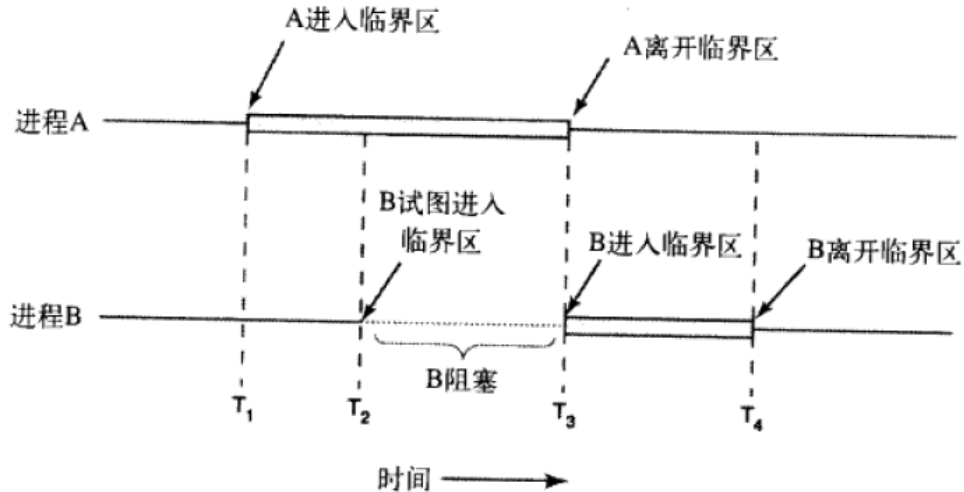 A进入临界区
A离开临界区
进程A
B试图进入
临界区
B进入临界区
B离开临界区
进程B
B阻塞
T₁
T₂
T₃
T₄
时间